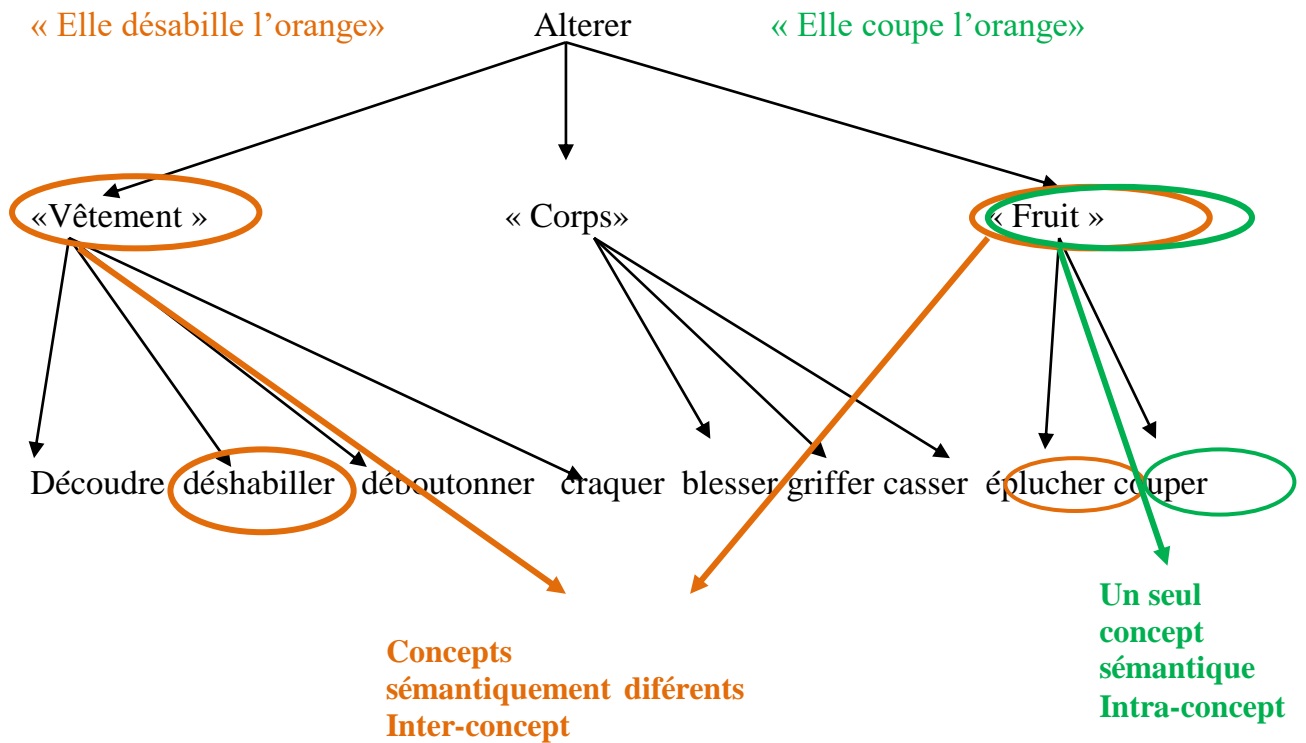 « Elle désabille l’orange» Alterer « Elle coupe l’orange»
«Vêtement » « Corps» « Fruit »
Découdre déshabiller déboutonner craquer blesser griffer casser éplucher couper
Concepts
sémantiquement diférents
Inter-concept
Un seul
concept
sémantique
Intra-concept